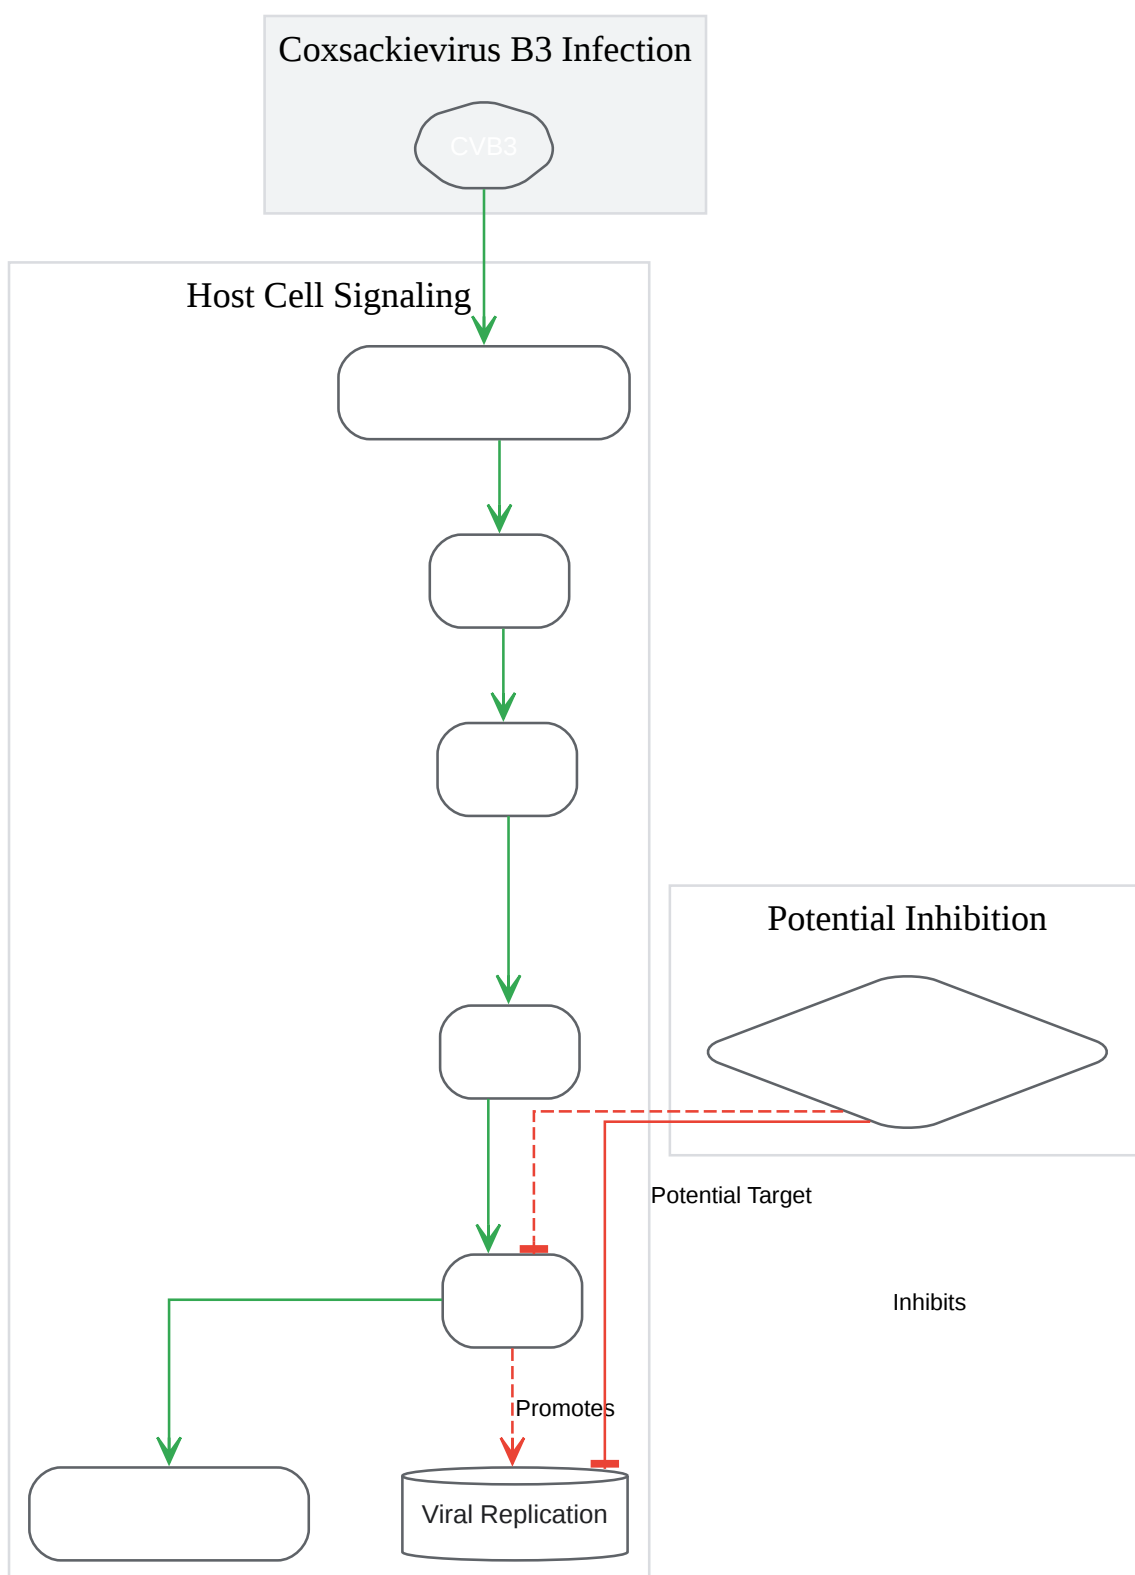 Coxsackievirus B3 Infection
CVB3
Host Cell Signaling
Potential Inhibition
Potential Target
Inhibits
Promotes
Viral Replication